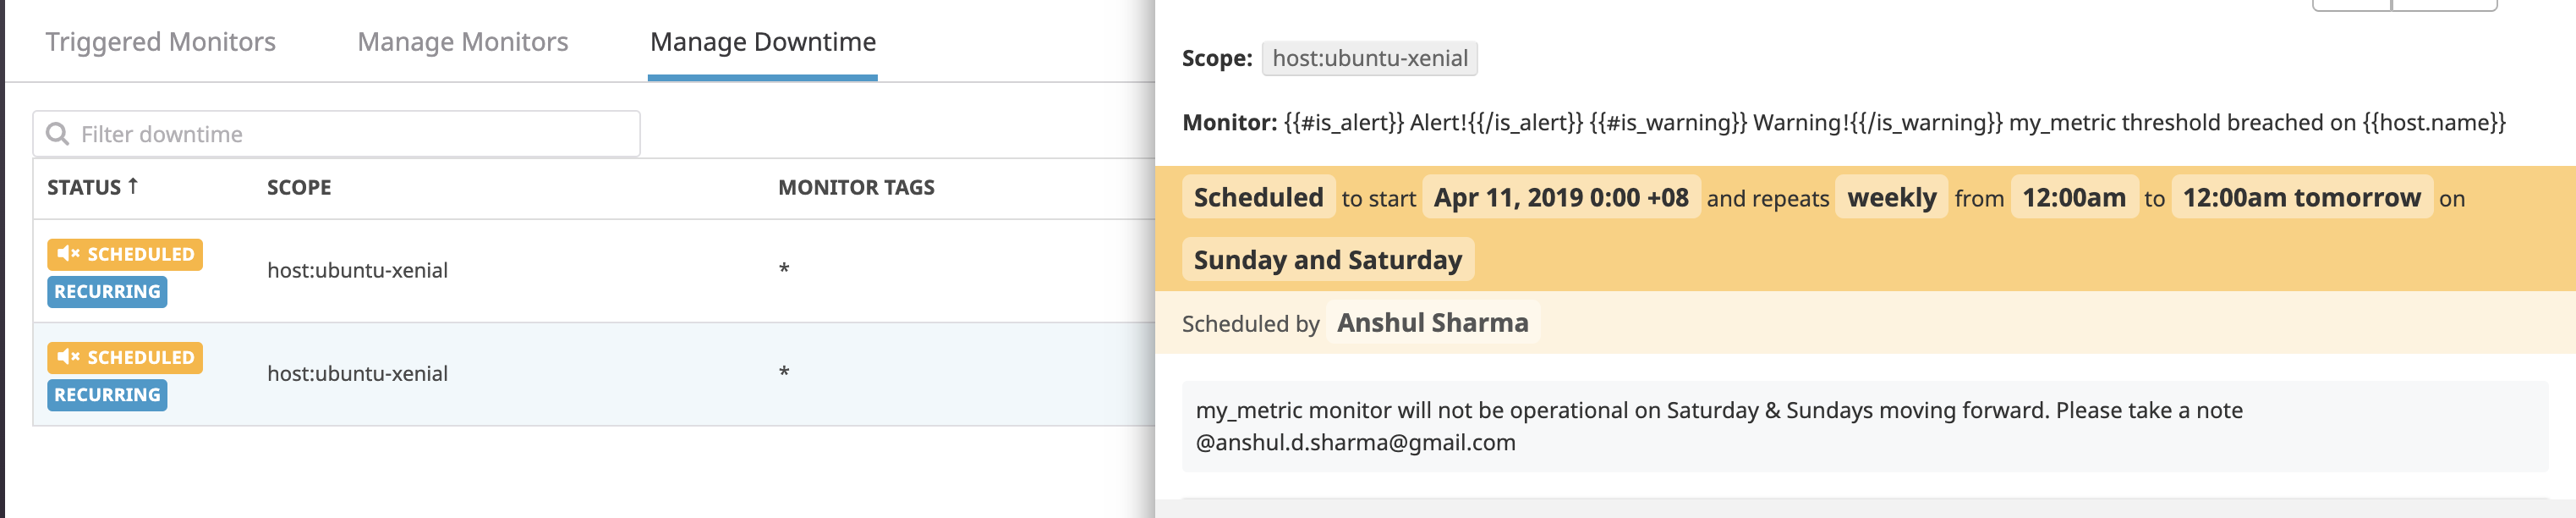 Triggered Monitors
Manage Monitors
Manage Downtime
Filter downtime
STATUS ↑
SCOPE
MONITOR TAGS
SCHEDULED
RECURRING
host:ubuntu-xenial
*
SCHEDULED
RECURRING
host:ubuntu-xenial
*
Scope: host:ubuntu-xenial
Monitor: {{#is_alert}} Alert!{{/is_alert}} {{#is_warning}} Warning!{{/is_warning}} my_metric threshold breached on {{host.name}}
Scheduled to start Apr 11, 2019 0:00 +08 and repeats weekly from 12:00am to 12:00am tomorrow on
Sunday and Saturday
Scheduled by Anshul Sharma
my_metric monitor will not be operational on Saturday & Sundays moving forward. Please take a note
@anshul.d.sharma@gmail.com